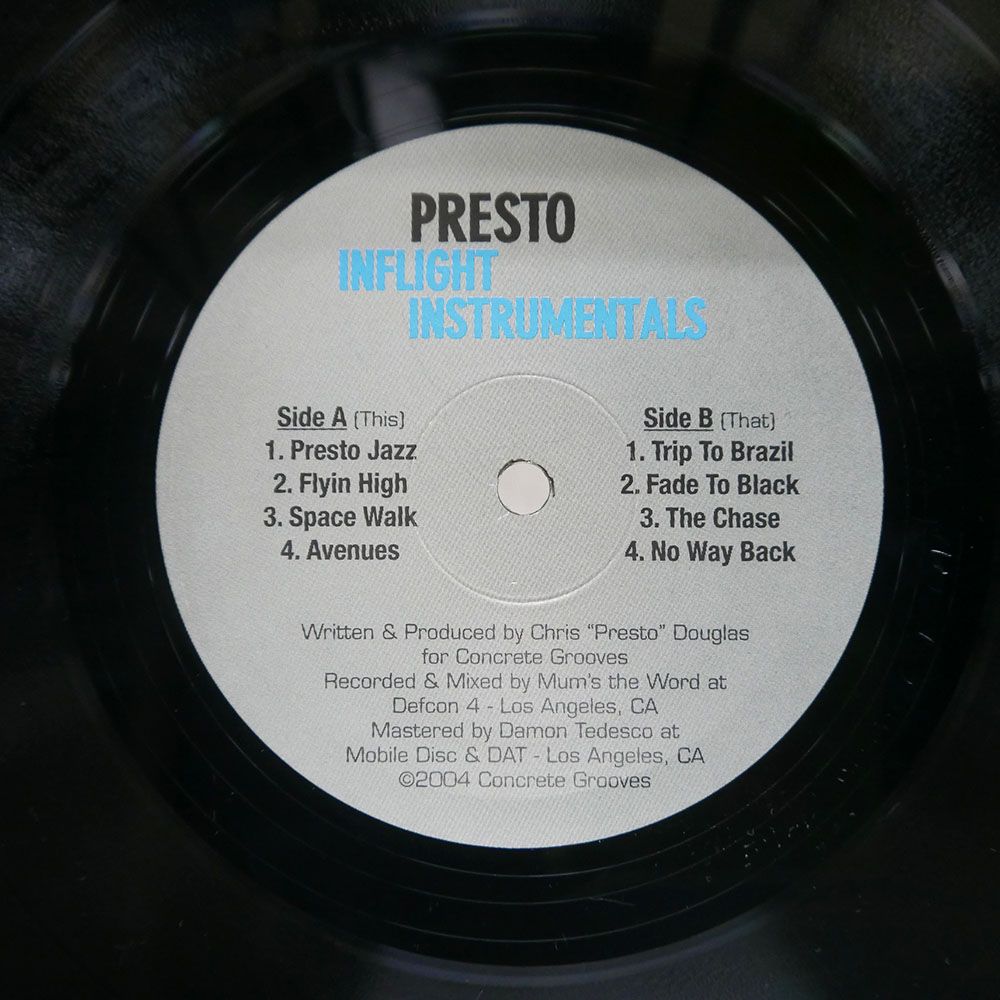 PRESTO
INFLIGHT
INSTRUMENTALS
Side A (This)
1. Presto Jazz
2. Flyin High
3. Space Walk
4. Avenues
Side B (That)
1. Trip To Brazil
2. Fade To Black
3. The Chase
4. No Way Back
Written & Produced by Chris "Presto" Douglas
for Concrete Grooves
Recorded & Mixed by Mum's the Word at
Defcon 4 - Los Angeles, CA
Mastered by Damon Tedesco at
Mobile Disc & DAT - Los Angeles, CA
©2004 Concrete Grooves